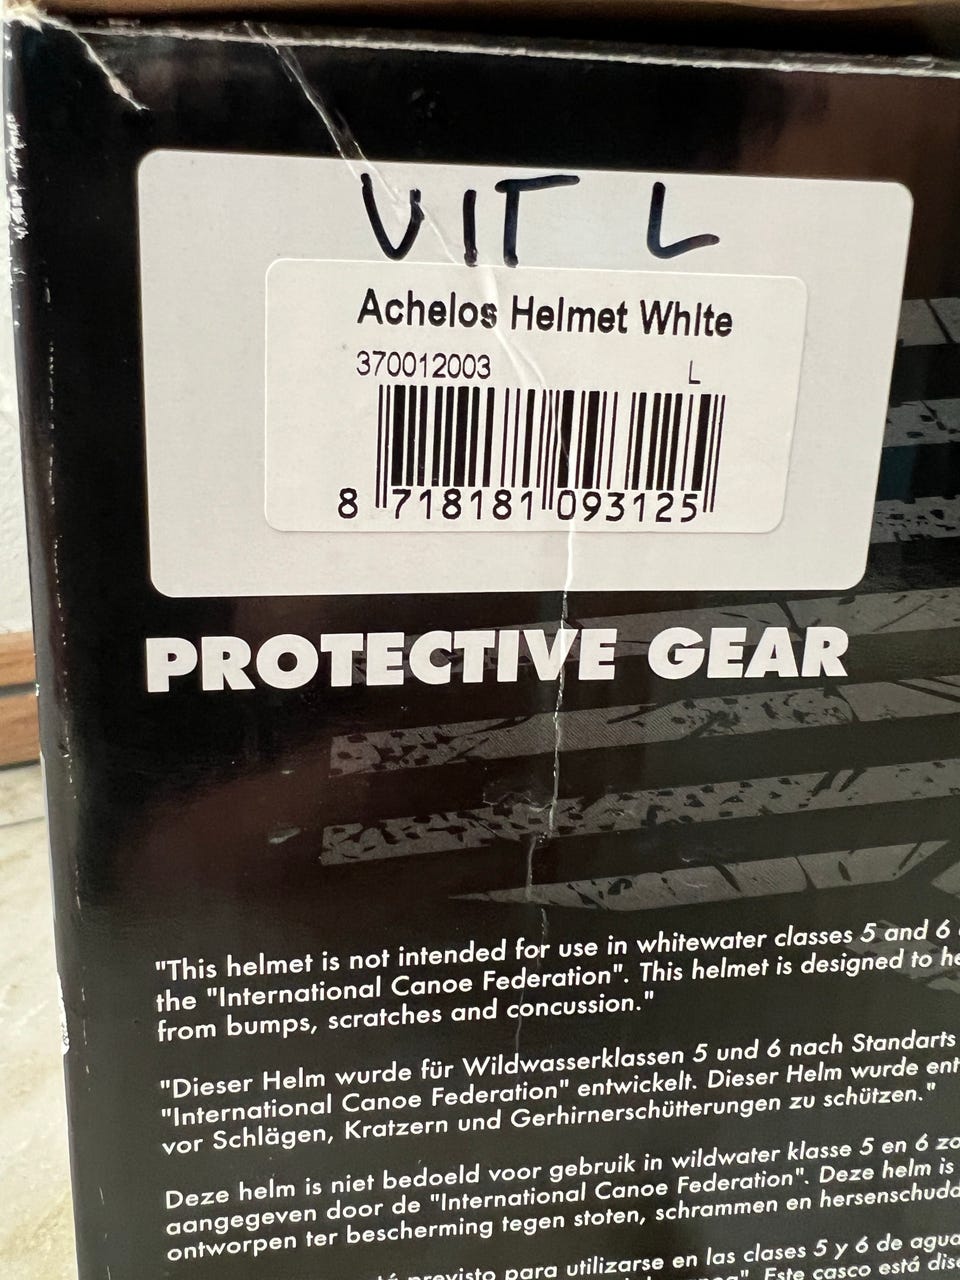 VIT L
Achelos Helmet White
370012003 L
8 718181 093125
PROTECTIVE GEAR
"This helmet is not intended for use in whitewater classes 5 and 6
the "International Canoe Federation". This helmet is designed to
from bumps, scratches and concussion."
"Dieser Helm wurde für Wildwasserklassen 5 und 6 nach Standarts
"International Canoe Federation" entwickelt. Dieser Helm wurde
vor Schlägen, Kratzern und Gerhirnerschütterungen zu schützen."
Deze helm is niet bedoeld voor gebruik in wildwater klasse 5 en 6
aangegeven door de "International Canoe Federation". Deze helm is
ontworpen ter bescherming tegen stoten, schrammen en
previsto para utilizarse en las clases 5 y 6 de
Este casco está